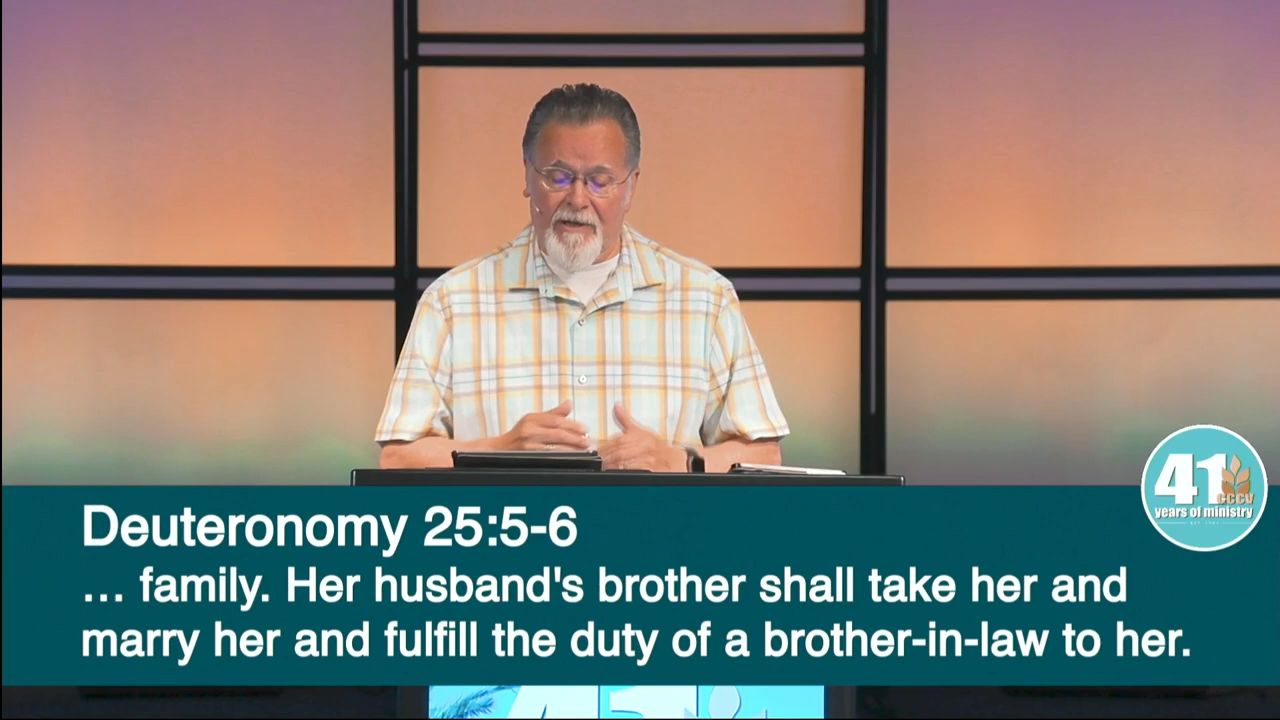 Deuteronomy 25:5-6
... family. Her husband's brother shall take her and
marry her and fulfill the duty of a brother-in-law to her.
41
CCCV
years of ministry